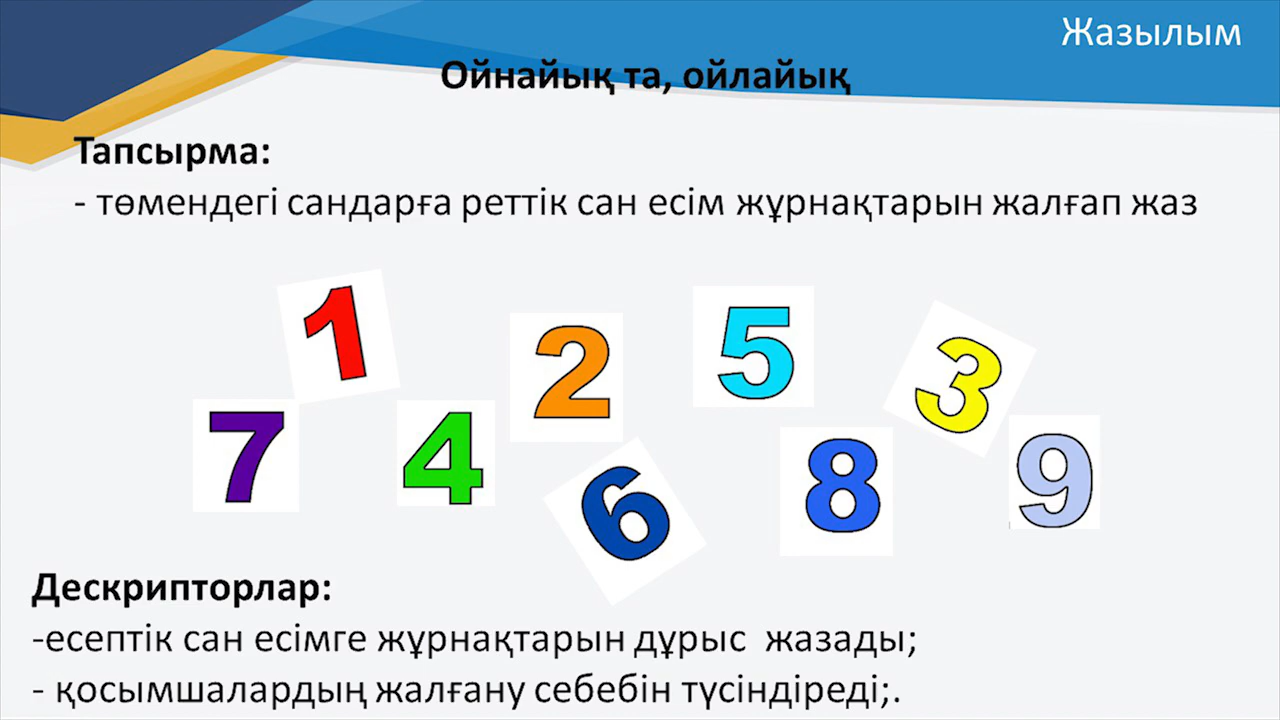 Жазылым
Ойнайық та, ойлайық
Тапсырма:
- төмендегі сандарға реттік сан есім жұрнақтарын жалғап жаз
1
2
5
3
7
4
6
8
9
Дескрипторлар:
-есептік сан есімге жұрнақтарын дұрыс жазады;
- қосымшалардың жалғану себебін түсіндіреді;.